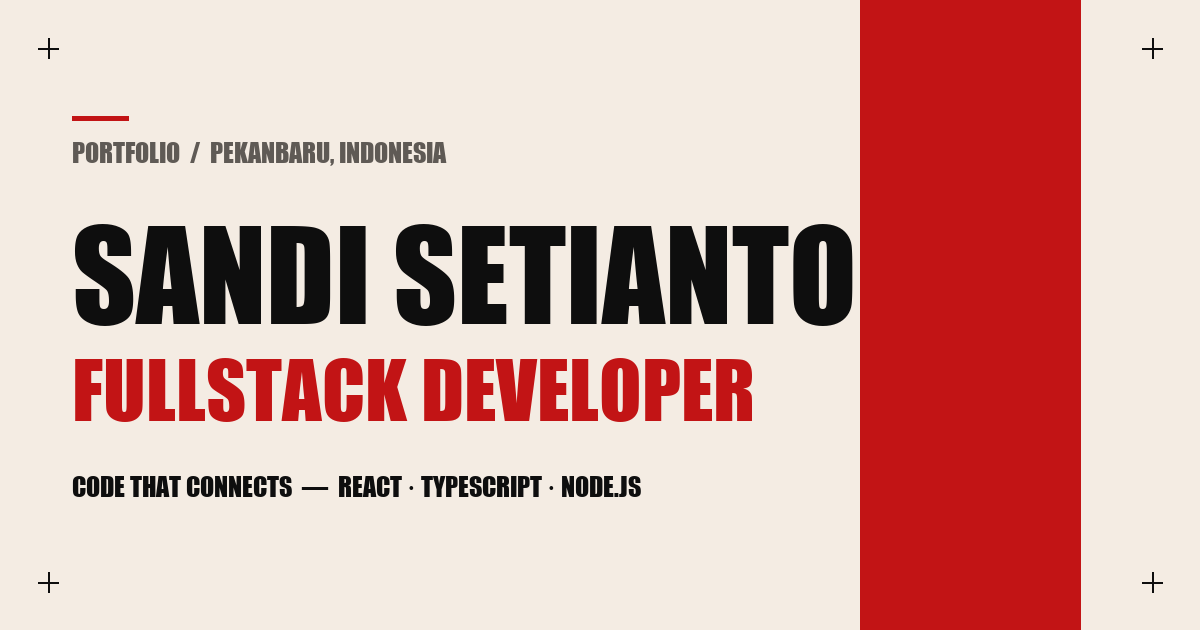 PORTFOLIO / PEKANBARU, INDONESIA
SANDI SETIANTO
FULLSTACK DEVELOPER
CODE THAT CONNECTS — REACT · TYPESCRIPT · NODE.JS